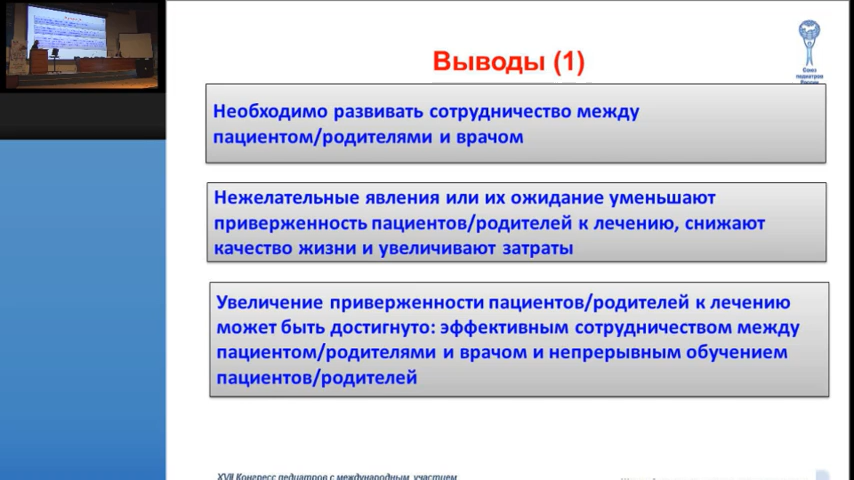 Выводы (1)
Союз
педиатров
России
Необходимо развивать сотрудничество между
пациентом/родителями и врачом
Нежелательные явления или их ожидание уменьшают
приверженность пациентов/родителей к лечению, снижают
качество жизни и увеличивают затраты
Увеличение приверженности пациентов/родителей к лечению
может быть достигнуто: эффективным сотрудничеством между
пациентом/родителями и врачом и непрерывным обучением
пациентов/родителей
XVII Конгресс педиатров с международным участием